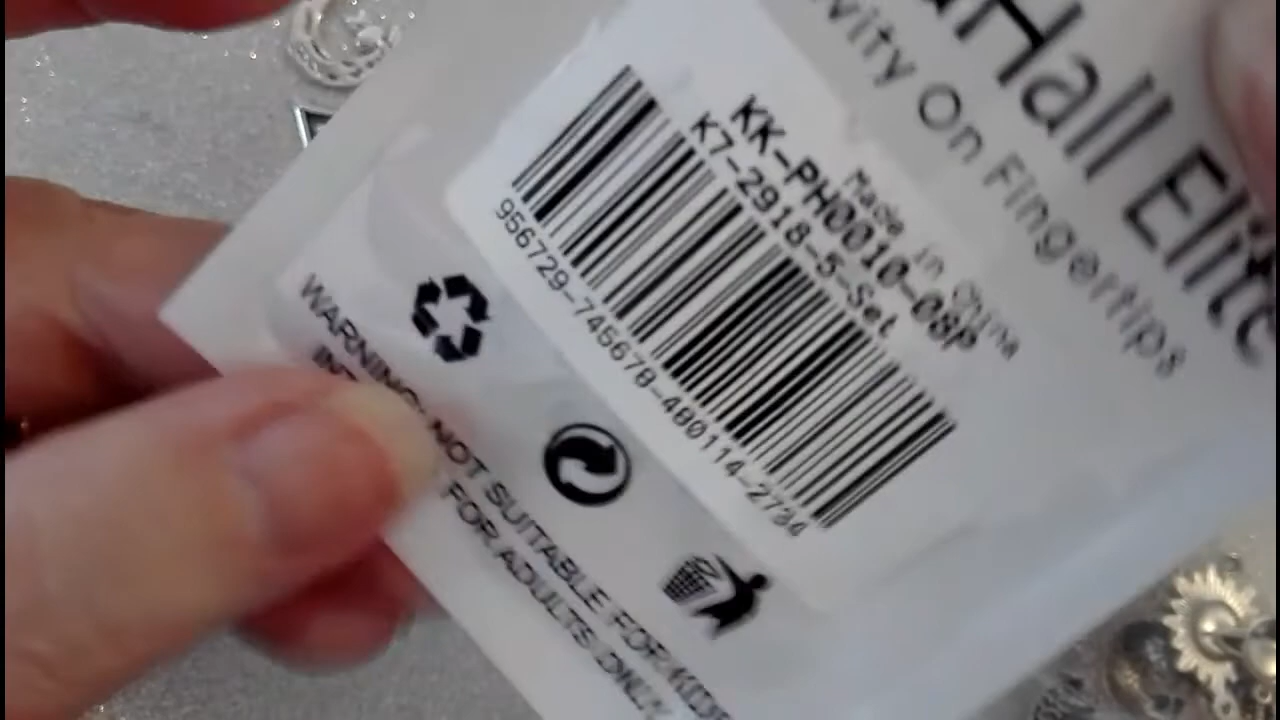 Hall Elite
vity On Fingertips
Made in China
KK-PH0010-08P
K7-2918-5-Set
956729-745678-480114-2734
WARNING: NOT SUITABLE FOR KIDS
FOR ADULTS ONLY